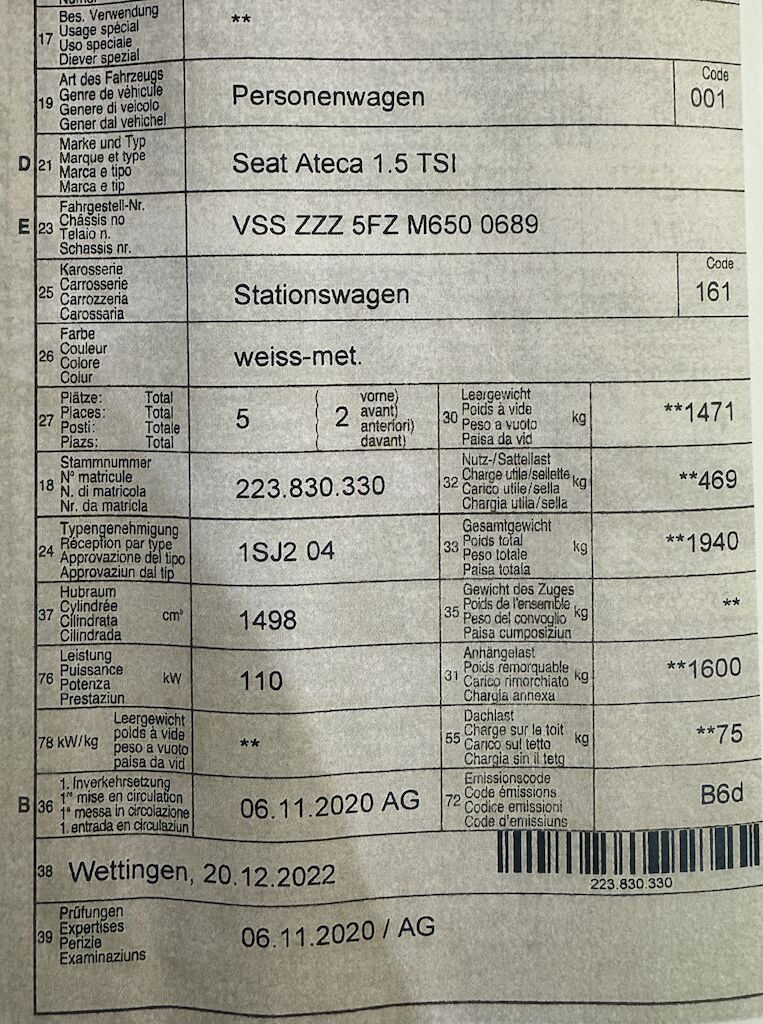 17 Bes. Verwendung
Usage spécial
Uso speciale
Diever spezial
**
19 Art des Fahrzeugs
Genre de véhicule
Genere di veicolo
Gener dal vehichel
Personenwagen
Code
001
D 21 Marke und Typ
Marque et type
Marca e tipo
Marca e tip
Seat Ateca 1.5 TSI
E 23 Fahrgestell-Nr.
Châssis no
Telaio n.
Schassis nr.
VSS ZZZ 5FZ M650 0689
25 Karosserie
Carrosserie
Carrozzeria
Carossaria
Stationswagen
Code
161
26 Farbe
Couleur
Colore
Colur
weiss-met.
27 Plätze: Total
Places: Total
Posti: Totale
Plazs: Total
5
2
vorne)
avant)
anteriori)
davant)
30 Leergewicht
Poids à vide
Peso a vuoto
Paisa da vid
kg
**1471
18 Stammnummer
N° matricule
N. di matricola
Nr. da matricla
223.830.330
32 Nutz-/Sattellast
Charge utile/sellette
Carico utile/sella
Chargia utila/sella
kg
**469
24 Typengenehmigung
Réception par type
Approvazione del tipo
Approvaziun dal tip
1SJ2 04
33 Gesamtgewicht
Poids total
Peso totale
Paisa totala
kg
**1940
37 Hubraum
Cylindrée
Cilindrata
Cilindrada
cm³
1498
35 Gewicht des Zuges
Poids de l'ensemble
Peso del convoglio
Paisa cumposiziun
kg
**
76 Leistung
Puissance
Potenza
Prestaziun
kW
110
31 Anhängelast
Poids remorquable
Carico rimorchiato
Chargia annexa
kg
**1600
78 kW/kg
Leergewicht
poids à vide
peso a vuoto
paisa da vid
**
55 Dachlast
Charge sur le toit
Carico sul tetto
Chargia sin il tetg
kg
**75
B 36 1. Inverkehrsetzung
1re mise en circulation
1a messa in circolazione
1. entrada en circulaziun
06.11.2020 AG
72 Emissionscode
Code émissions
Codice emissioni
Code d'emissiuns
B6d
38 Wettingen, 20.12.2022
223.830.330
39 Prüfungen
Expertises
Perizie
Examinaziuns
06.11.2020 / AG